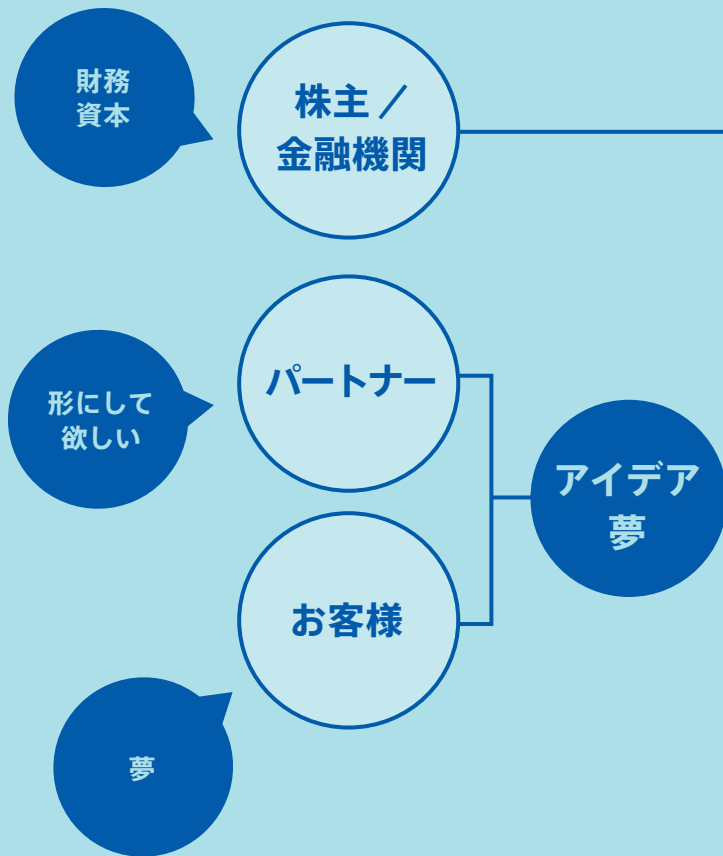 財務
資本
株主／
金融機関
形にして
欲しい
パートナー
アイデア
夢
お客様
夢